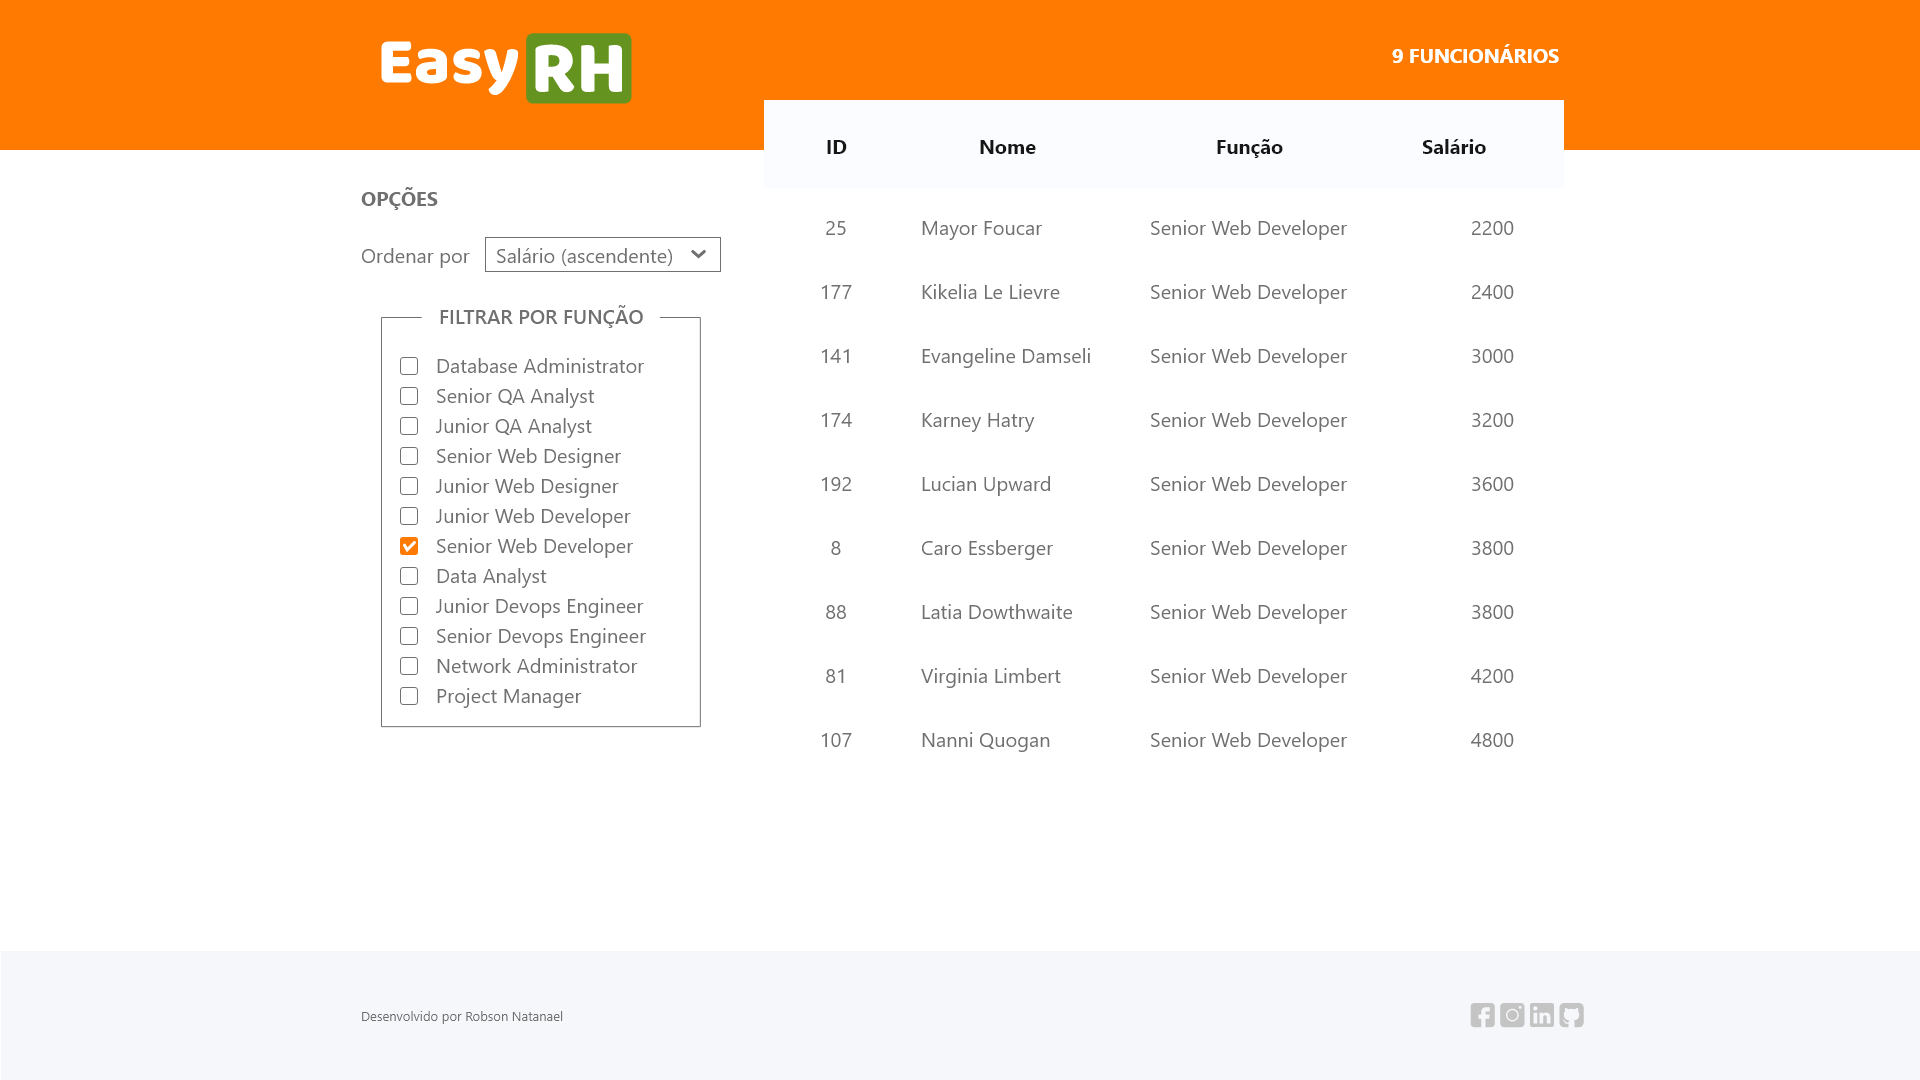 Easy RH
9 FUNCIONÁRIOS
OPÇÕES
Ordenar por Salário (ascendente)
FILTRAR POR FUNÇÃO
Database Administrator
Senior QA Analyst
Junior QA Analyst
Senior Web Designer
Junior Web Designer
Junior Web Developer
Senior Web Developer
Data Analyst
Junior Devops Engineer
Senior Devops Engineer
Network Administrator
Project Manager
ID Nome Função Salário
25 Mayor Foucar Senior Web Developer 2200
177 Kikelia Le Lievre Senior Web Developer 2400
141 Evangeline Damseli Senior Web Developer 3000
174 Karney Hatry Senior Web Developer 3200
192 Lucian Upward Senior Web Developer 3600
8 Caro Essberger Senior Web Developer 3800
88 Latia Dowthwaite Senior Web Developer 3800
81 Virginia Limbert Senior Web Developer 4200
107 Nanni Quogan Senior Web Developer 4800
Desenvolvido por Robson Natanael